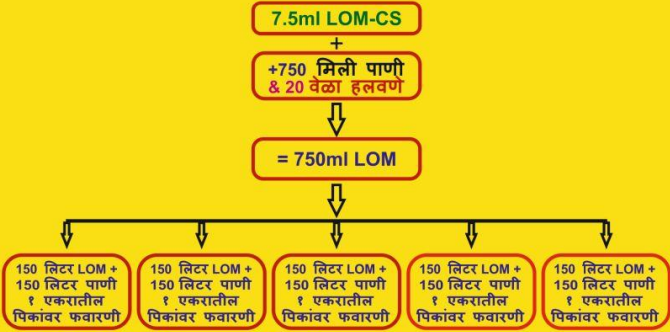 7.5ml LOM-CS
+
+750 मिली पाणी
& 20 वेळा हलवणे
= 750ml LOM
150 लिटर LOM +
150 लिटर पाणी
१ एकरातील
पिकांवर फवारणी
150 लिटर LOM +
150 लिटर पाणी
१ एकरातील
पिकांवर फवारणी
150 लिटर LOM +
150 लिटर पाणी
१ एकरातील
पिकांवर फवारणी
150 लिटर LOM +
150 लिटर पाणी
१ एकरातील
पिकांवर फवारणी
150 लिटर LOM +
150 लिटर पाणी
१ एकरातील
पिकांवर फवारणी